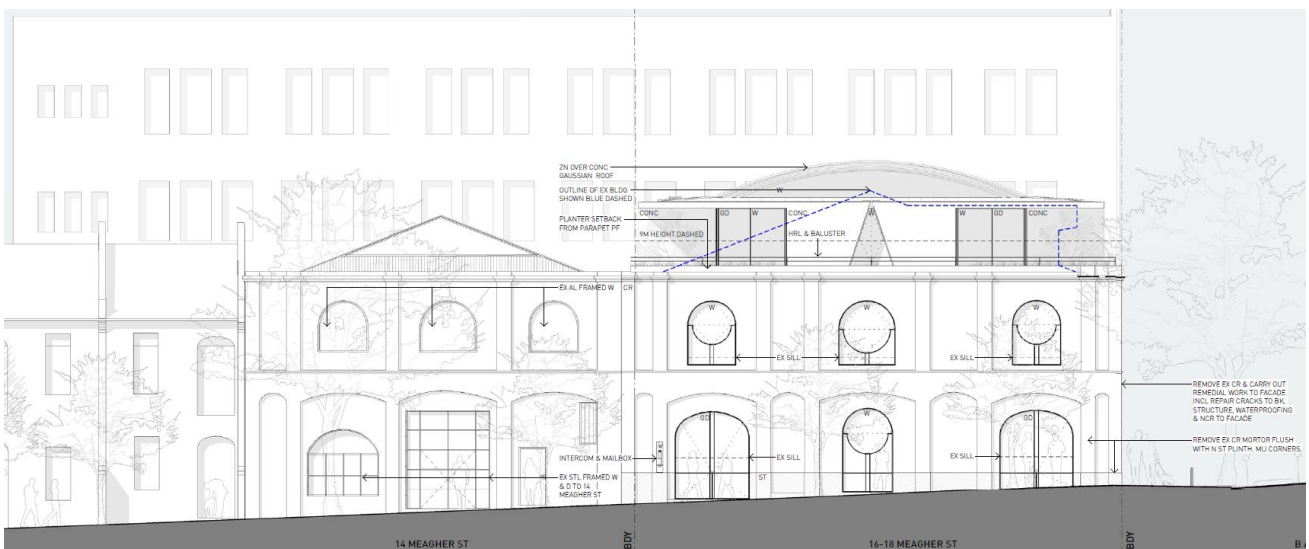 ZN OVER CONC
GAUSSIAN ROOF
OUTLINE OF EX BLDG
SHOWN BLUE DASHED
PLANTER SETBACK
FROM PARAPET PF
W
CONC
GD
W
CONC
W
W
GD
CONC
9M HEIGHT DASHED
HRL & BALUSTER
EX AL FRAMED W
CR
W
W
W
EX SILL
EX SILL
REMOVE EX CR & CARRY OUT
REMEDIAL WORK TO FACADE
INCL REPAIR CRACKS TO BK,
STRUCTURE, WATERPROOFING
& NCR TO FACADE
GD
W
GD
REMOVE EX CR MORTOR FLUSH
WITH N ST PLINTH. MLI CORNERS.
INTERCOM & MAILBOX
EX SILL
EX SILL
EX STL FRAMED W
& D TO 14
MEAGHER ST
ST
14 MEAGHER ST
BDY
16-18 MEAGHER ST
BDY